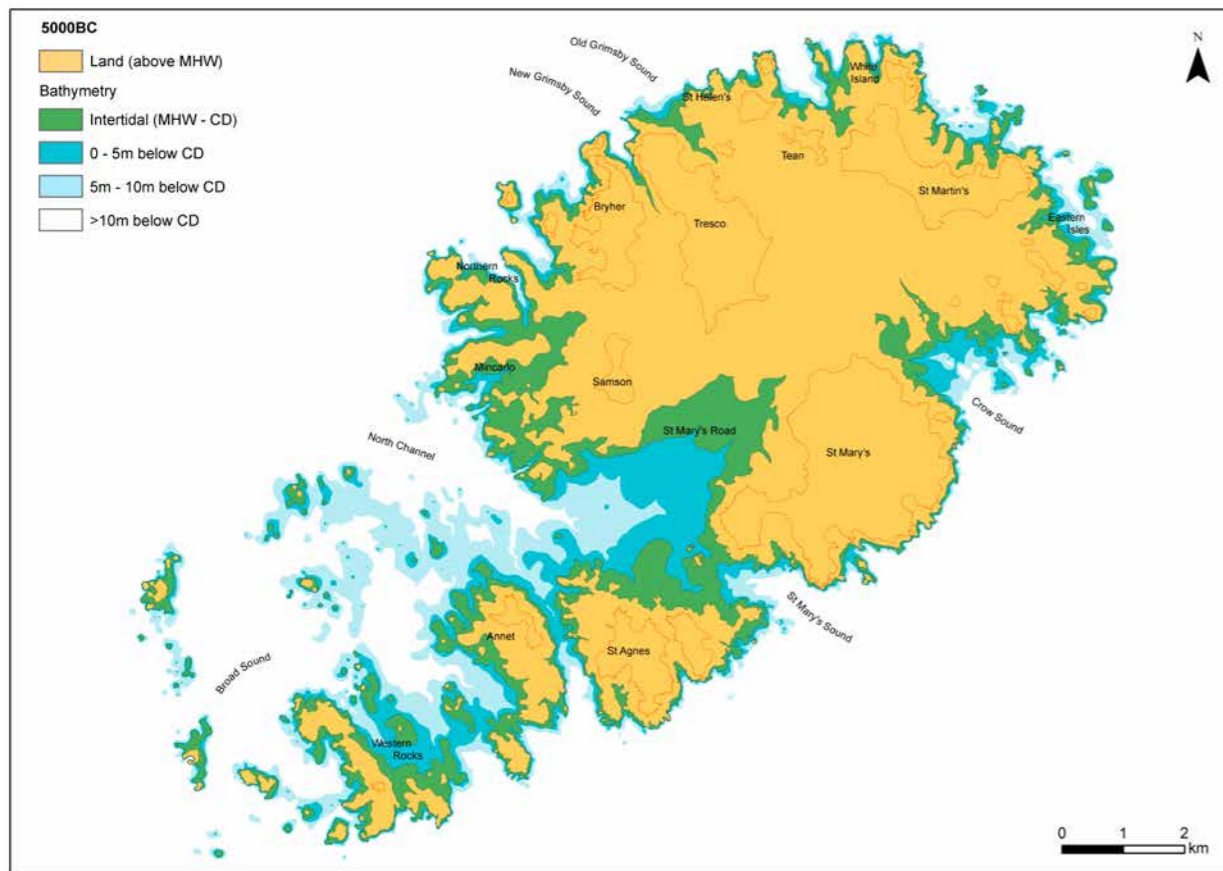 5000BC
Land (above MHW)
Bathymetry
Intertidal (MHW - CD)
0 - 5m below CD
5m - 10m below CD
>10m below CD
Old Grimsby Sound
New Grimsby Sound
N
White
Island
St Helen's
Tean
St Martin's
Bryher
Tresco
Eastern
Isles
Northern
Rocks
Mincarlo
Samson
Crow Sound
St Mary's Road
North Channel
St Mary's
St Mary's Sound
Annet
St Agnes
Broad Sound
Western
Rocks
0 1 2
km